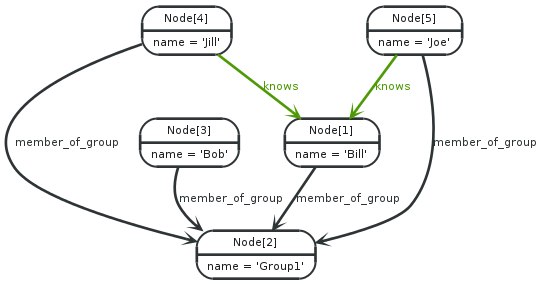 Node[4]
name = 'Jill'
Node[5]
name = 'Joe'
knows
knows
Node[3]
name = 'Bob'
Node[1]
name = 'Bill'
member_of_group
member_of_group
member_of_group
member_of_group
Node[2]
name = 'Group1'